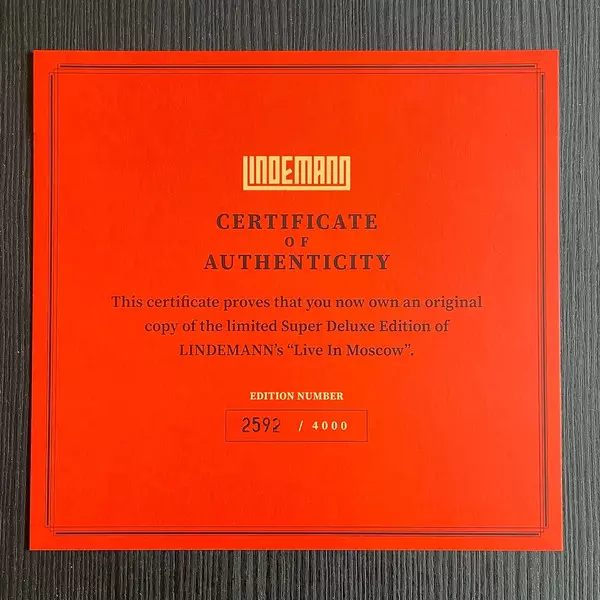 LINDEMANN
CERTIFICATE
OF
AUTHENTICITY
This certificate proves that you now own an original
copy of the limited Super Deluxe Edition of
LINDEMANN's “Live In Moscow”.
EDITION NUMBER
2592 / 4000